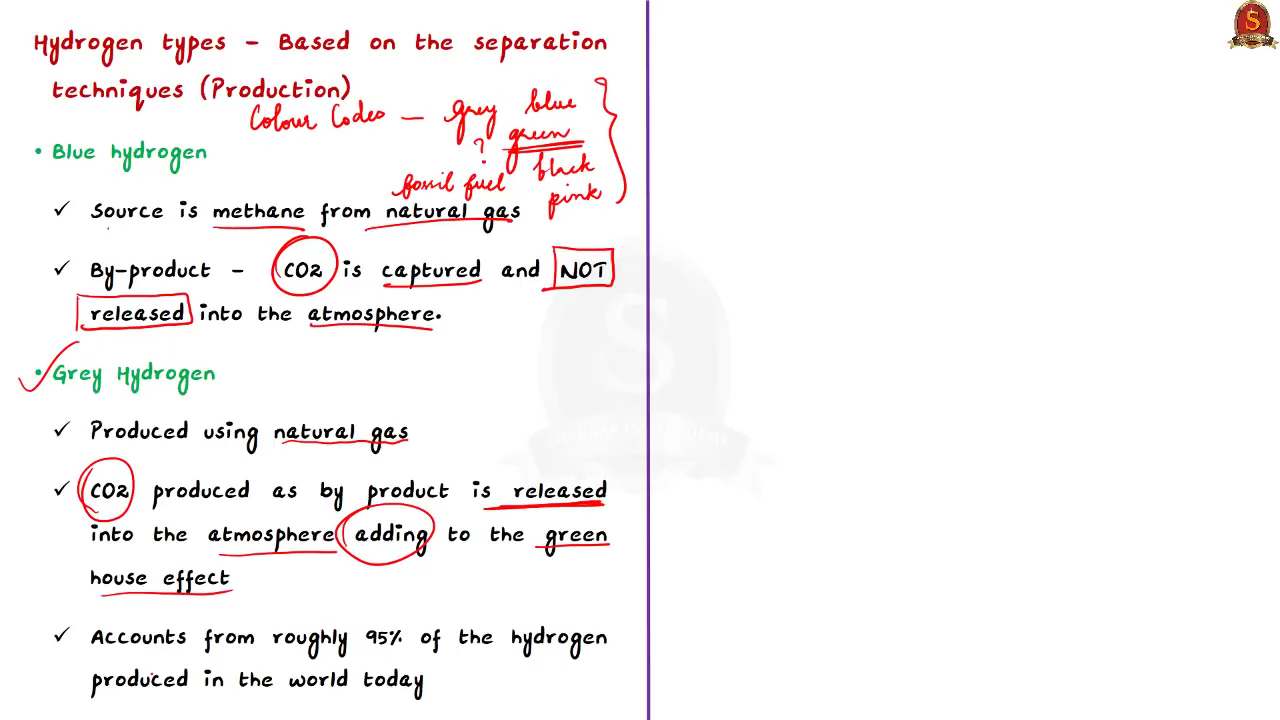 Hydrogen types - Based on the separation
techniques (Production)
Colour Codes - grey blue
green
?
black
fossil fuel
pink
• Blue hydrogen
✓ Source is methane from natural gas
✓ By-product - CO2 is captured and NOT
released into the atmosphere.
• Grey Hydrogen
✓ Produced using natural gas
✓ CO2 produced as by product is released
into the atmosphere adding to the green
house effect
✓ Accounts from roughly 95% of the hydrogen
produced in the world today